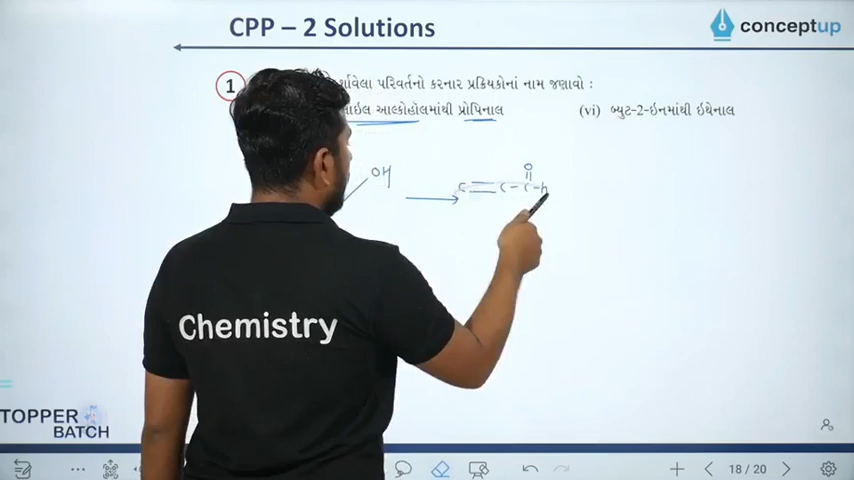 CPP – 2 Solutions
conceptup
1 ર્શાવેલા પરિવર્તનો કરનાર પ્રક્રિયકોનાં નામ જણાવો :
આલ્કોહૉલમાંથી પ્રોપિનાલ (vi) બ્યુટ-2-ઇનમાંથી ઇથેનાલ
O
OH
C = C - C - H
Chemistry
TOPPER
BATCH
18 / 20